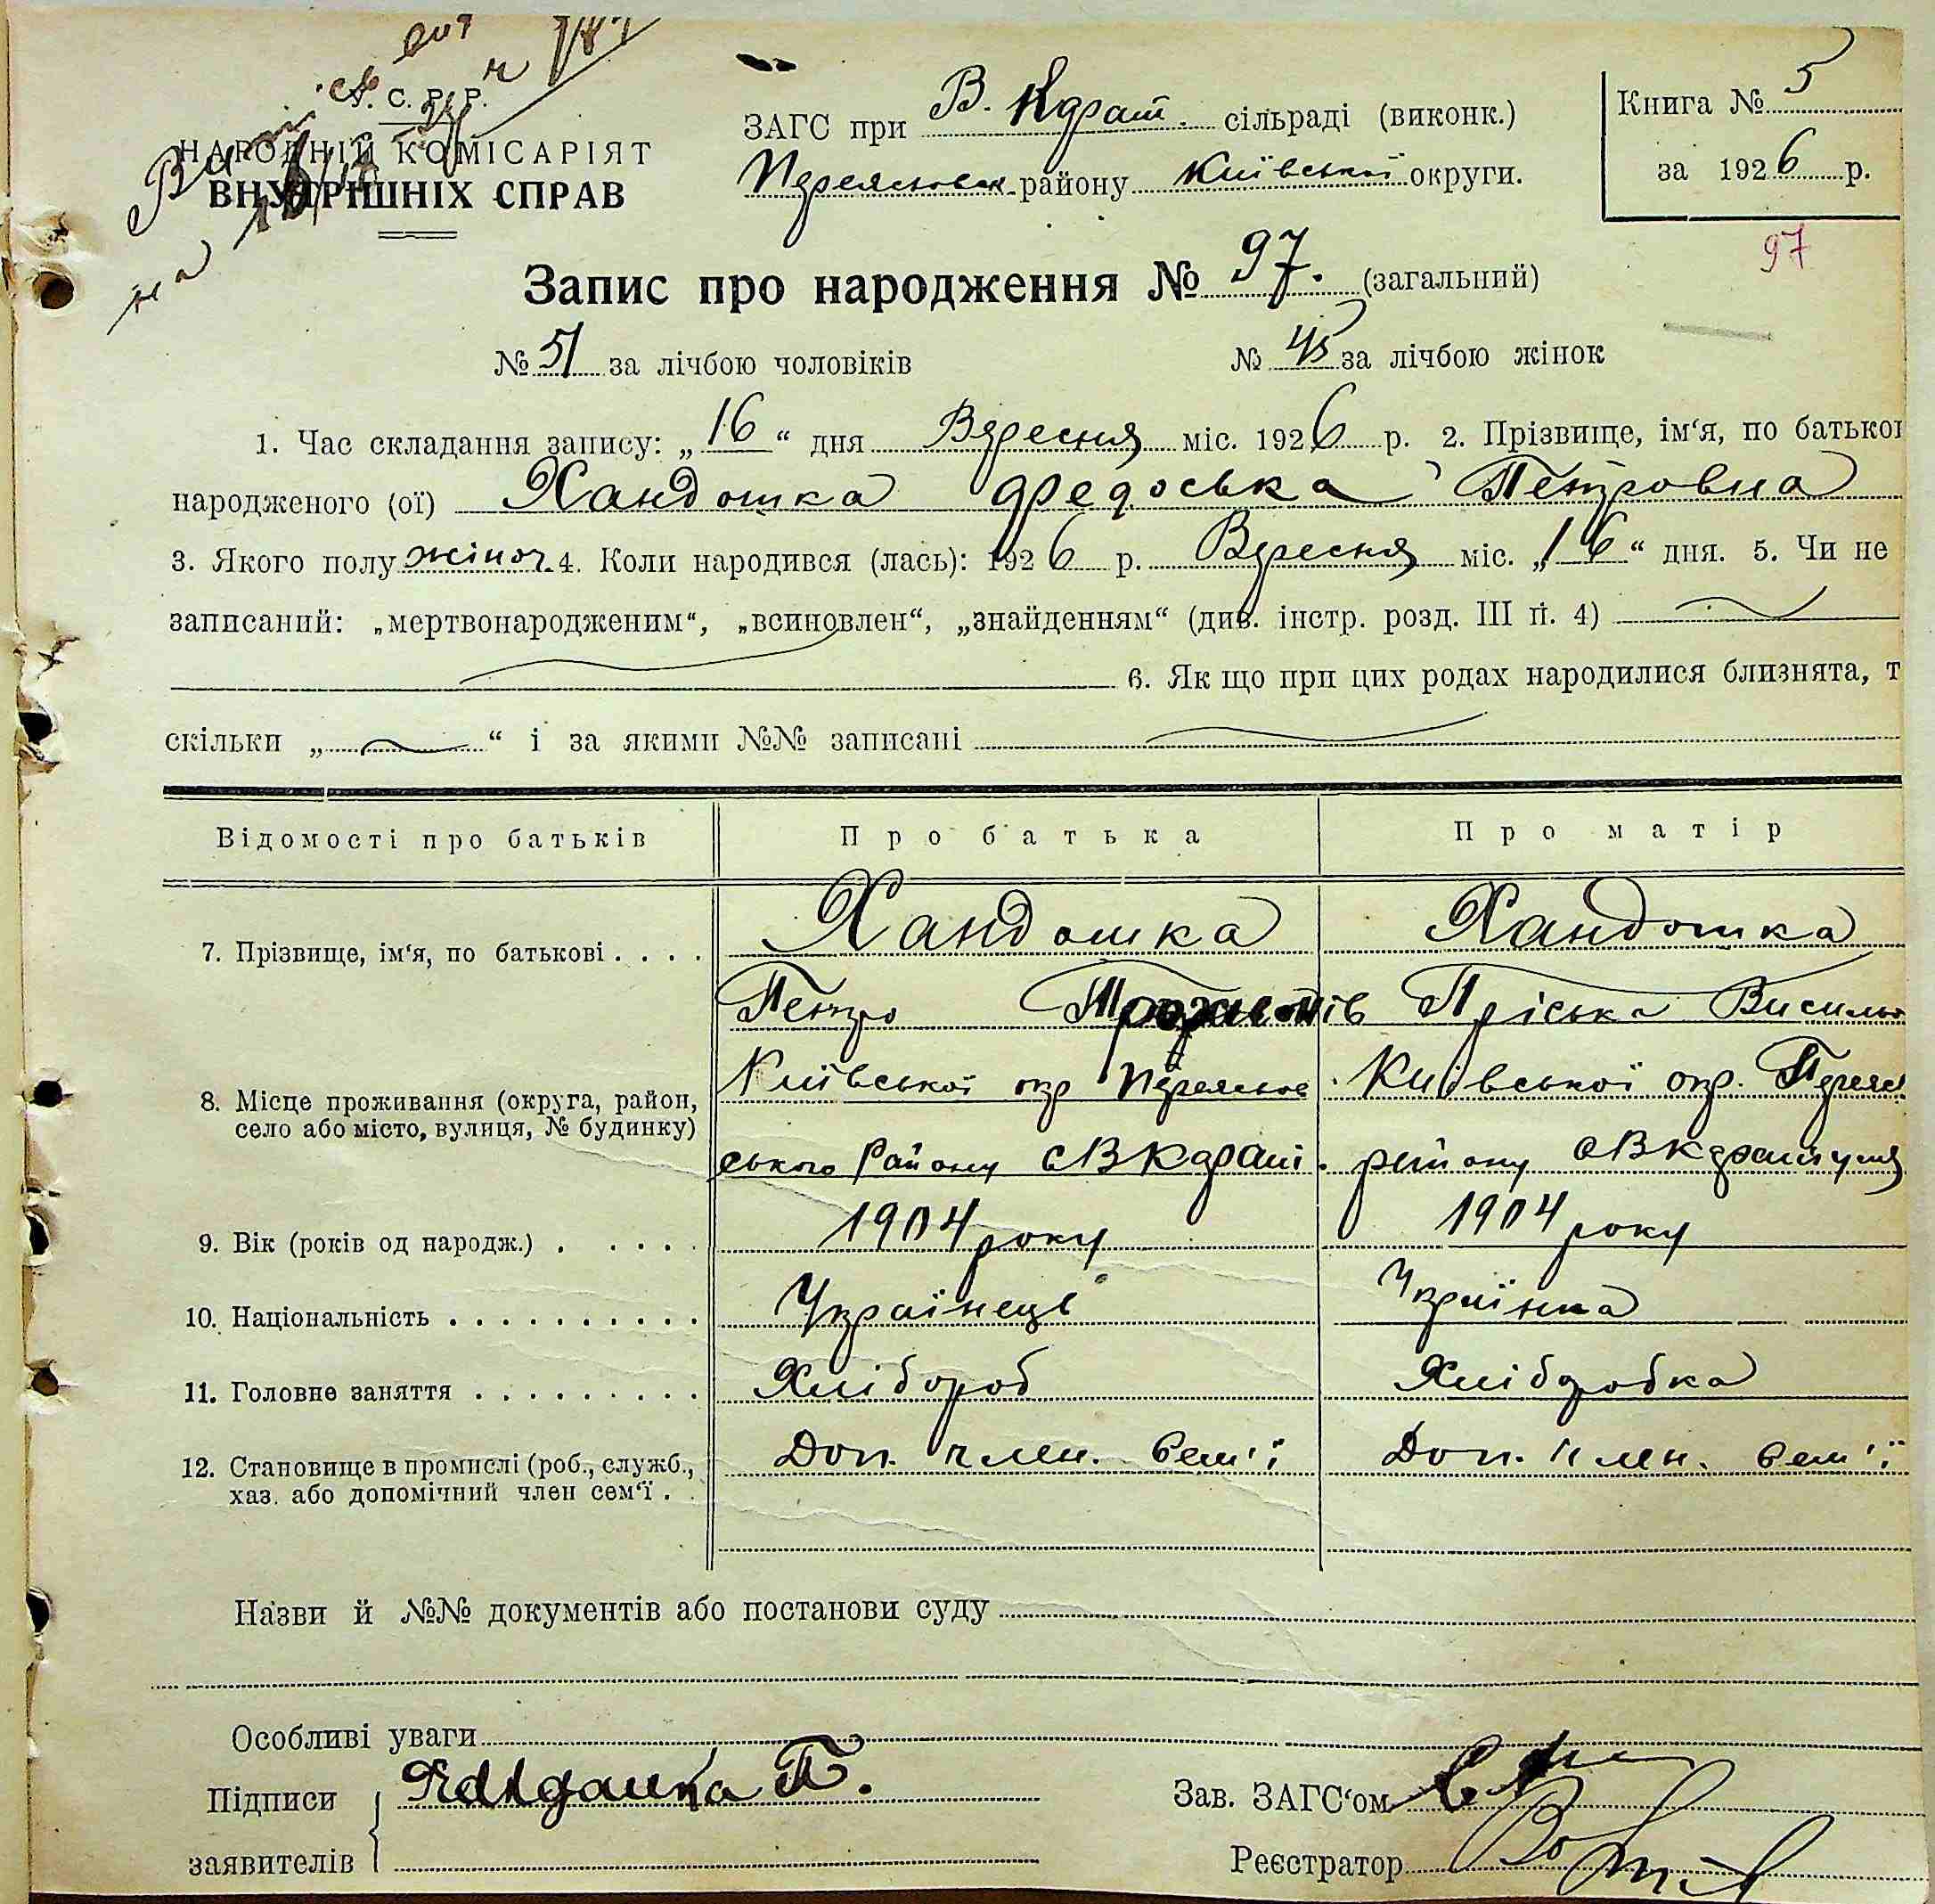 У. С. Р. Р.
НАРОДНІЙ КОМІСАРІЯТ
ВНУТРІШНІХ СПРАВ
ЗАГС при В. Карат. сільраді (виконк.)
Переяславск. району Київської округи.
Книга № 5
за 1926 р.
97
Запис про народження № 97. (загальний)
№ 51 за лічбою чоловіків № 45 за лічбою жінок
1. Час складання запису: „16“ дня Вересня міс. 1926 р. 2. Прізвище, ім‘я, по батької
народженого (ої) Хандошка Федоська Петровна
3. Якого полу жіноч. 4. Коли народився (лась): 1926 р. Вересня міс. „16“ дня. 5. Чи не
записаний: „мертвонародженим“, „всиновлен“, „знайденням“ (див. інстр. розд. III п. 4)
6. Як що при цих родах народилися близнята, т
скільки „ “ і за якими №№ записані
Відомості про батьків Про батька Про матір
7. Прізвище, ім‘я, по батькові . . . . Хандошка Хандошка
Петро Пріська
8. Місце проживання (округа, район, Київської окр Переяслов Київської окр. Переясл
село або місто, вулиця, № будинку)
ського Району району
9. Вік (років од народж.) . . . . . 1904 року 1904 року
10. Національність . . . . . . . . . . . Українець Українка
11. Головне заняття . . . . . . . . . Хлібороб Хліборобка
12. Становище в промислі (роб., служб., Доп. член. сем'ї Доп. член. сем'ї
хаз. або допомічний член сем‘ї . .
Назви й №№ документів або постанови суду
Особливі уваги
Підписи Хандошка П. Зав. ЗАГС‘ом
заявителів Реєстратор